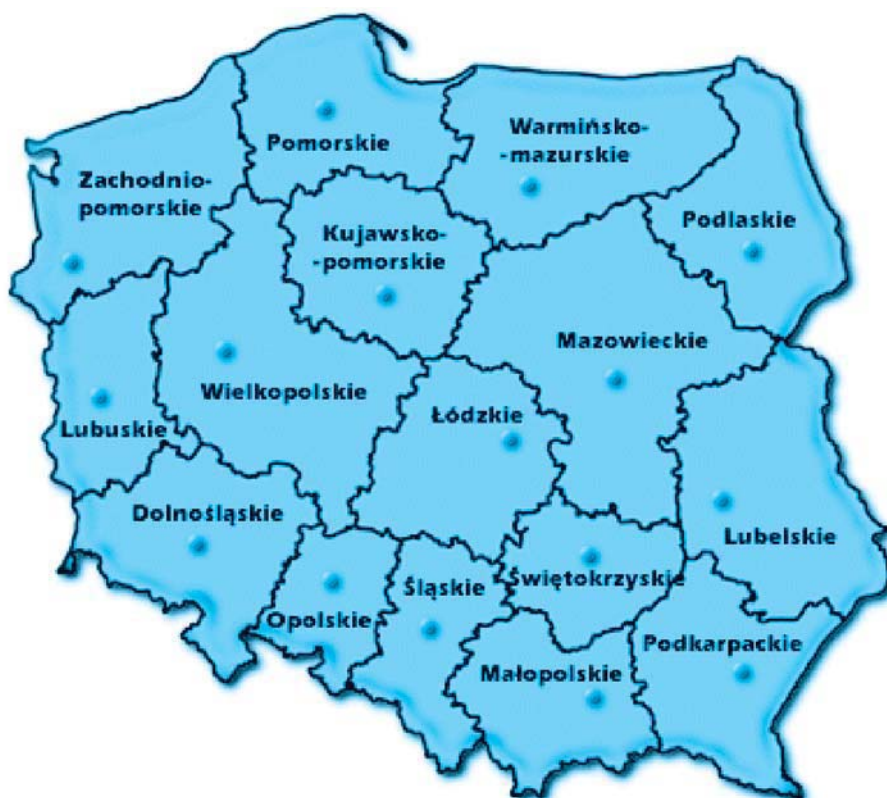 Pomorskie
Warmińsko-
-mazurskie
Zachodnio-
pomorskie
Kujawsko-
-pomorskie
Podlaskie
Mazowieckie
Wielkopolskie
Lubuskie
Łódzkie
Dolnośląskie
Lubelskie
Śląskie
Świętokrzyskie
Opolskie
Podkarpackie
Małopolskie